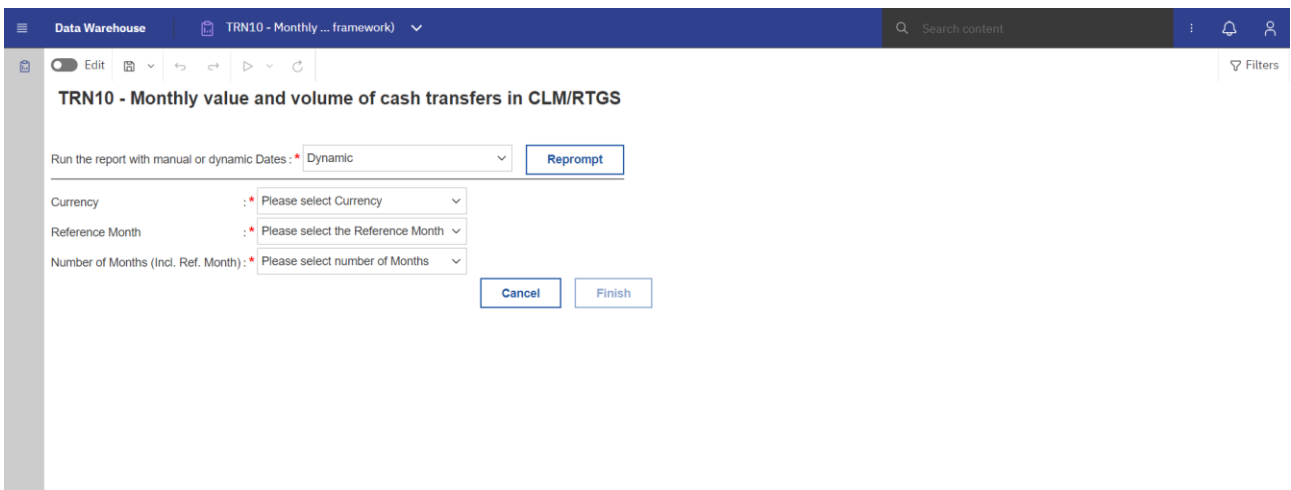 Data Warehouse TRN10 - Monthly ... framework) Search content
Edit Filters
TRN10 - Monthly value and volume of cash transfers in CLM/RTGS
Run the report with manual or dynamic Dates : * Dynamic Reprompt
Currency : * Please select Currency
Reference Month : * Please select the Reference Month
Number of Months (Incl. Ref. Month) : * Please select number of Months
Cancel Finish